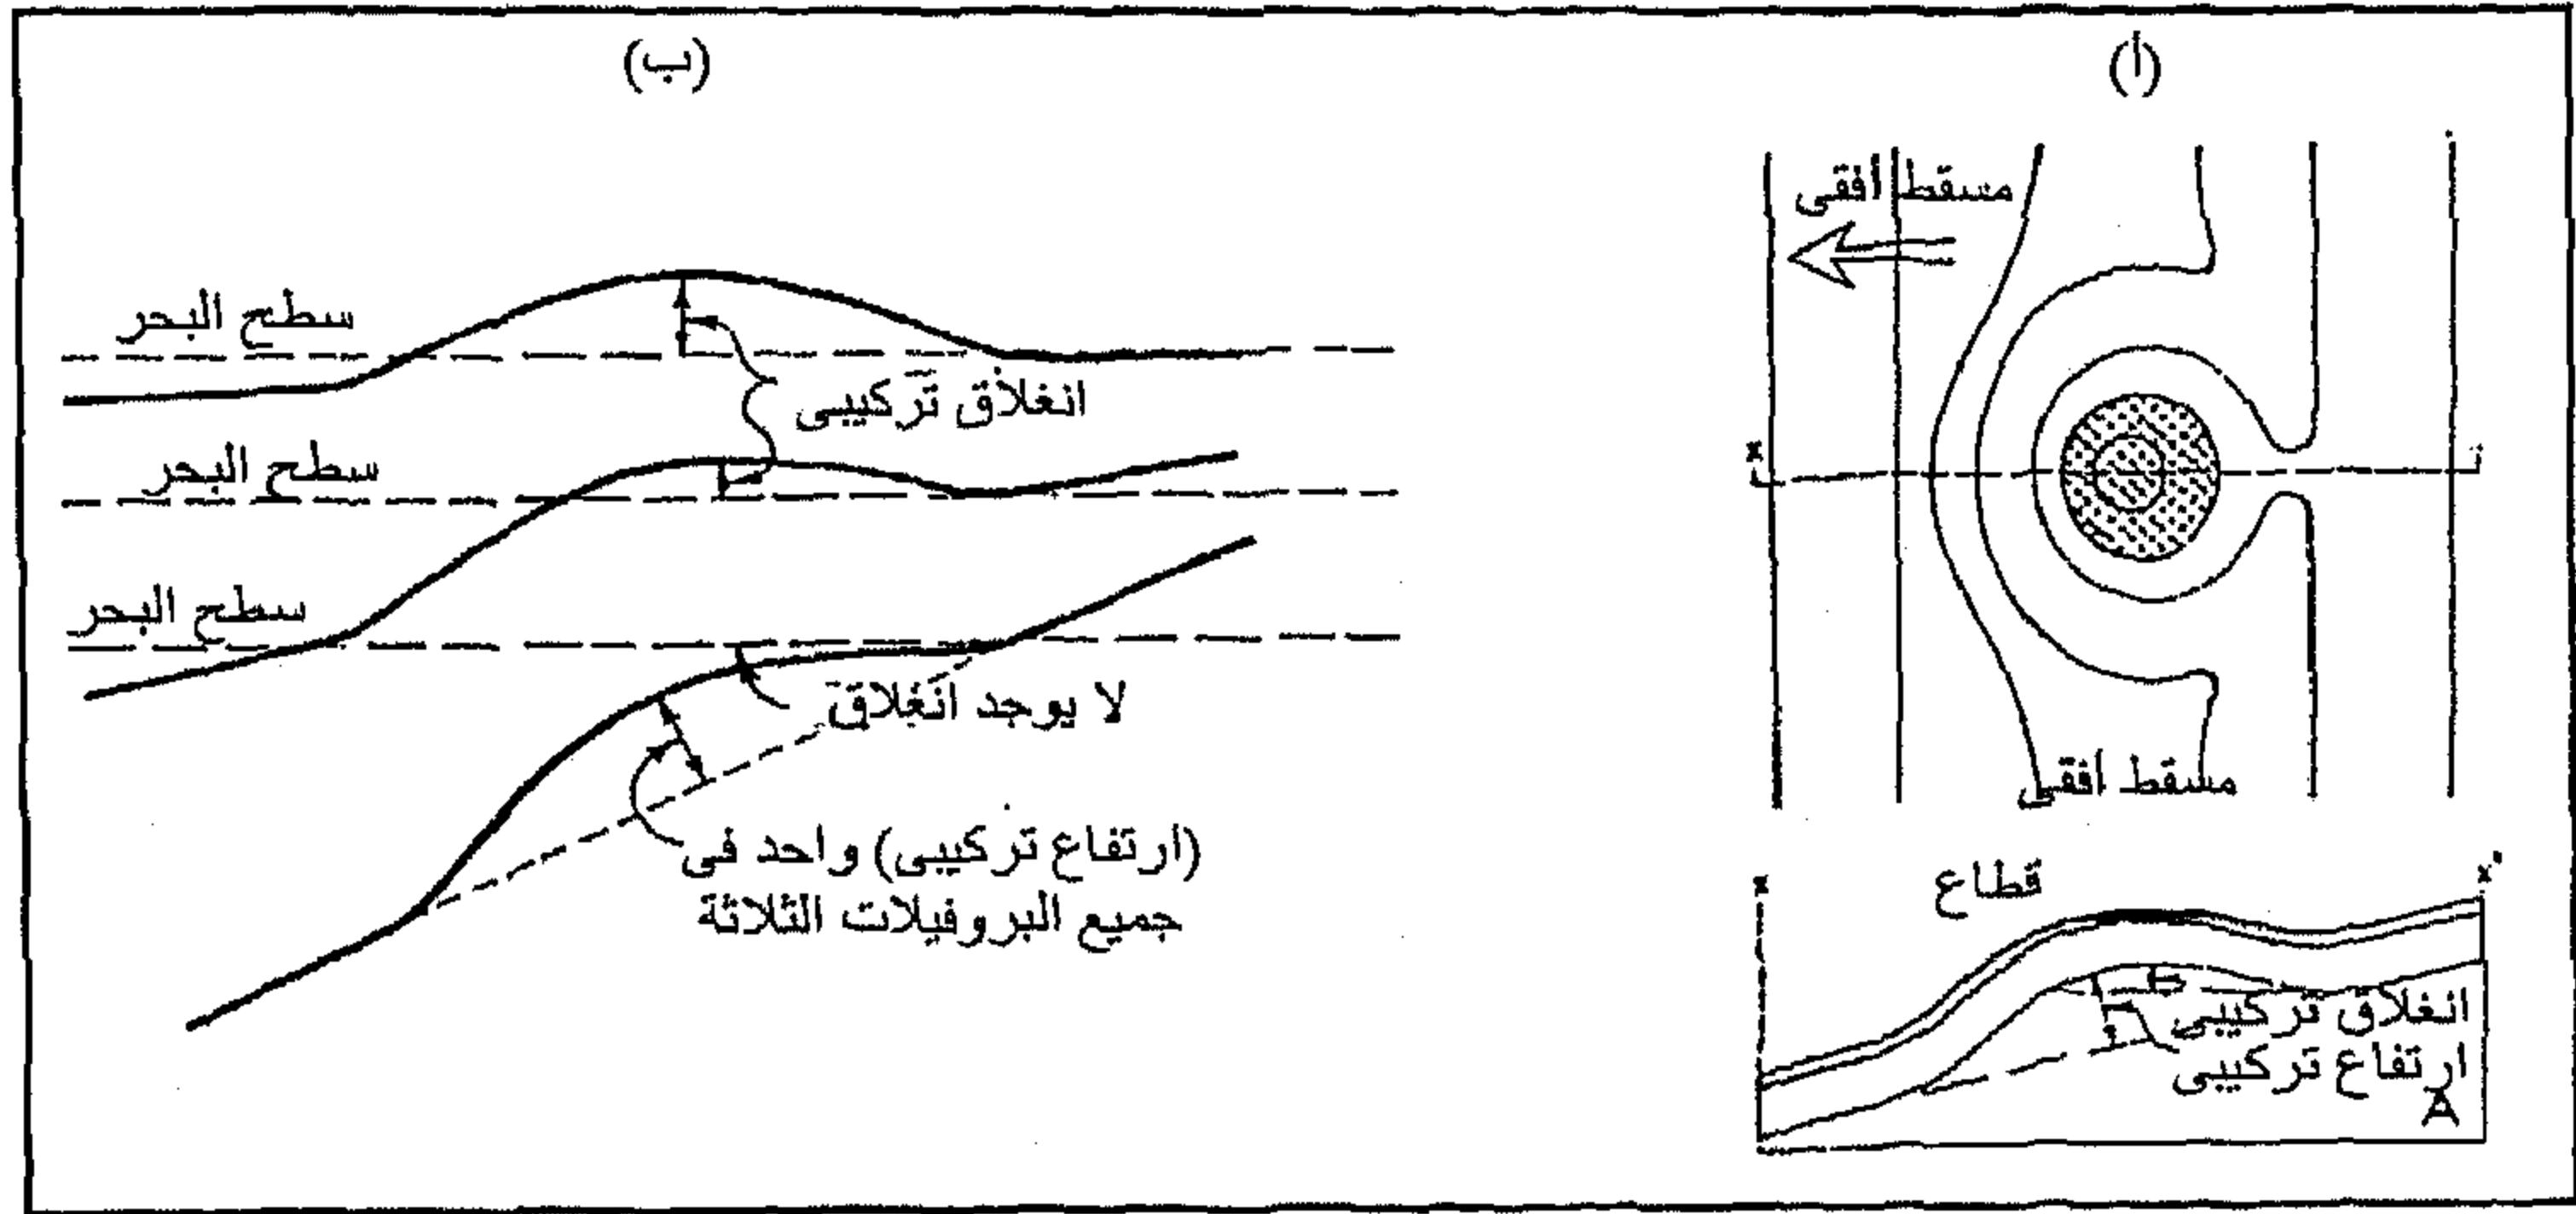 (أ)
مسقط أفقى
x
مسقط أفقى
قطاع
x
x'
انغلاق تركيبى
ارتفاع تركيبى
A
(ب)
سطح البحر
انغلاق تركيبى
سطح البحر
سطح البحر
لا يوجد انغلاق
(ارتفاع تركيبى) واحد فى
جميع البروفيلات الثلاثة